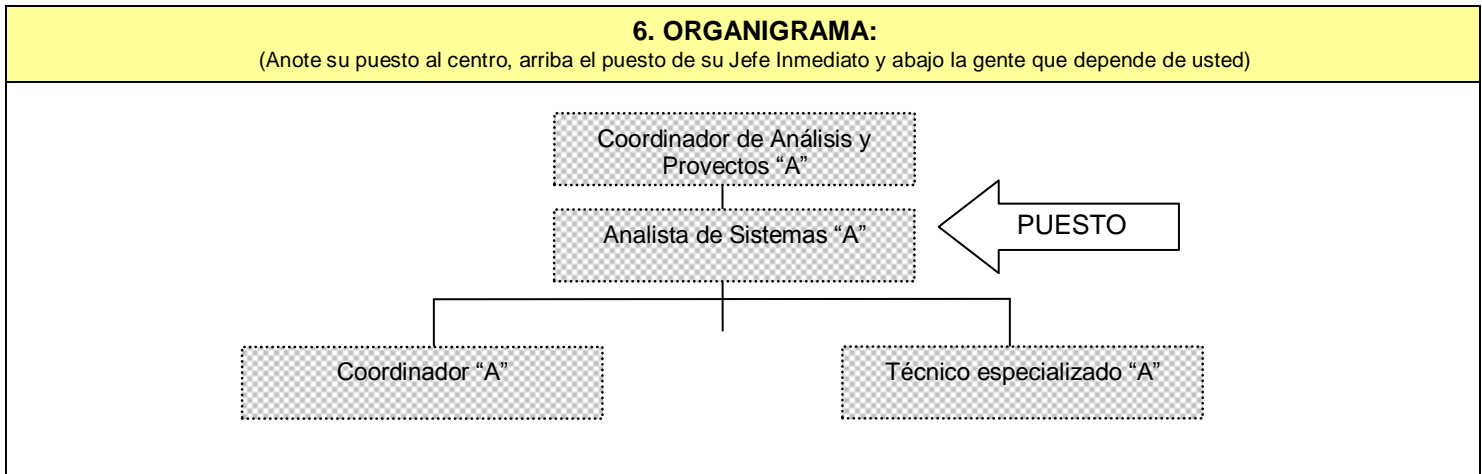 6. ORGANIGRAMA:
(Anote su puesto al centro, arriba el puesto de su Jefe Inmediato y abajo la gente que depende de usted)
Coordinador de Análisis y
Proyectos “A”
Analista de Sistemas “A”
PUESTO
Coordinador “A”
Técnico especializado “A”